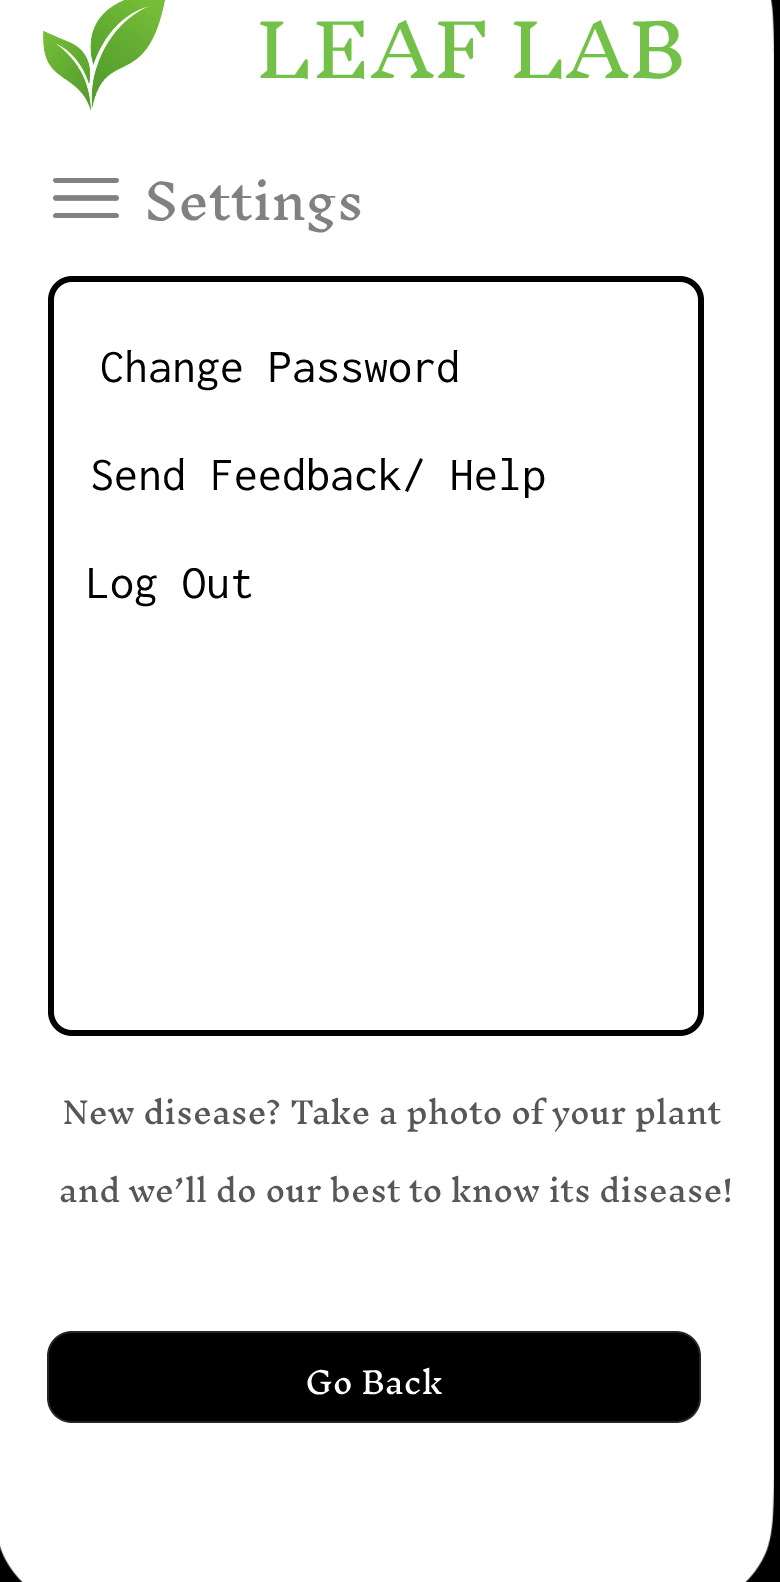 LEAF LAB
Settings
Change Password
Send Feedback/ Help
Log Out
New disease? Take a photo of your plant
and we’ll do our best to know its disease!
Go Back